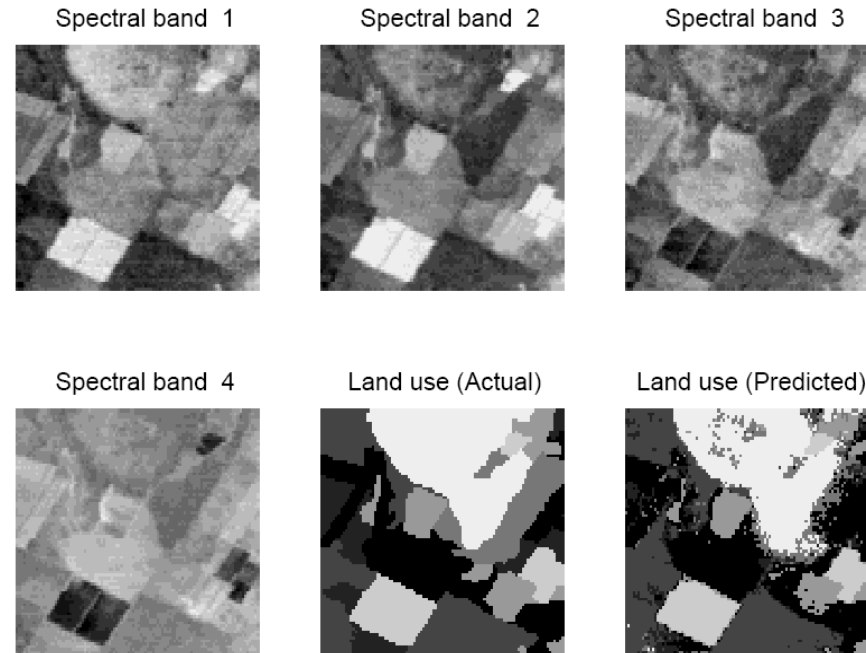 Spectral band  1
Spectral band  2
Spectral band  3
Spectral band  4
Land use (Actual)
Land use (Predicted)